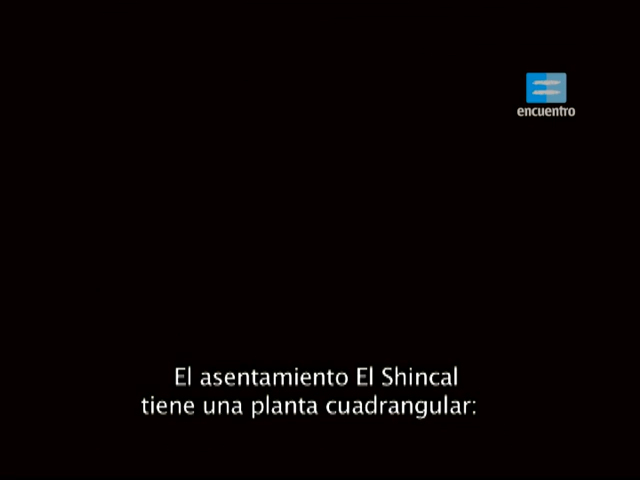 encuentro
El asentamiento El Shincal
tiene una planta cuadrangular: